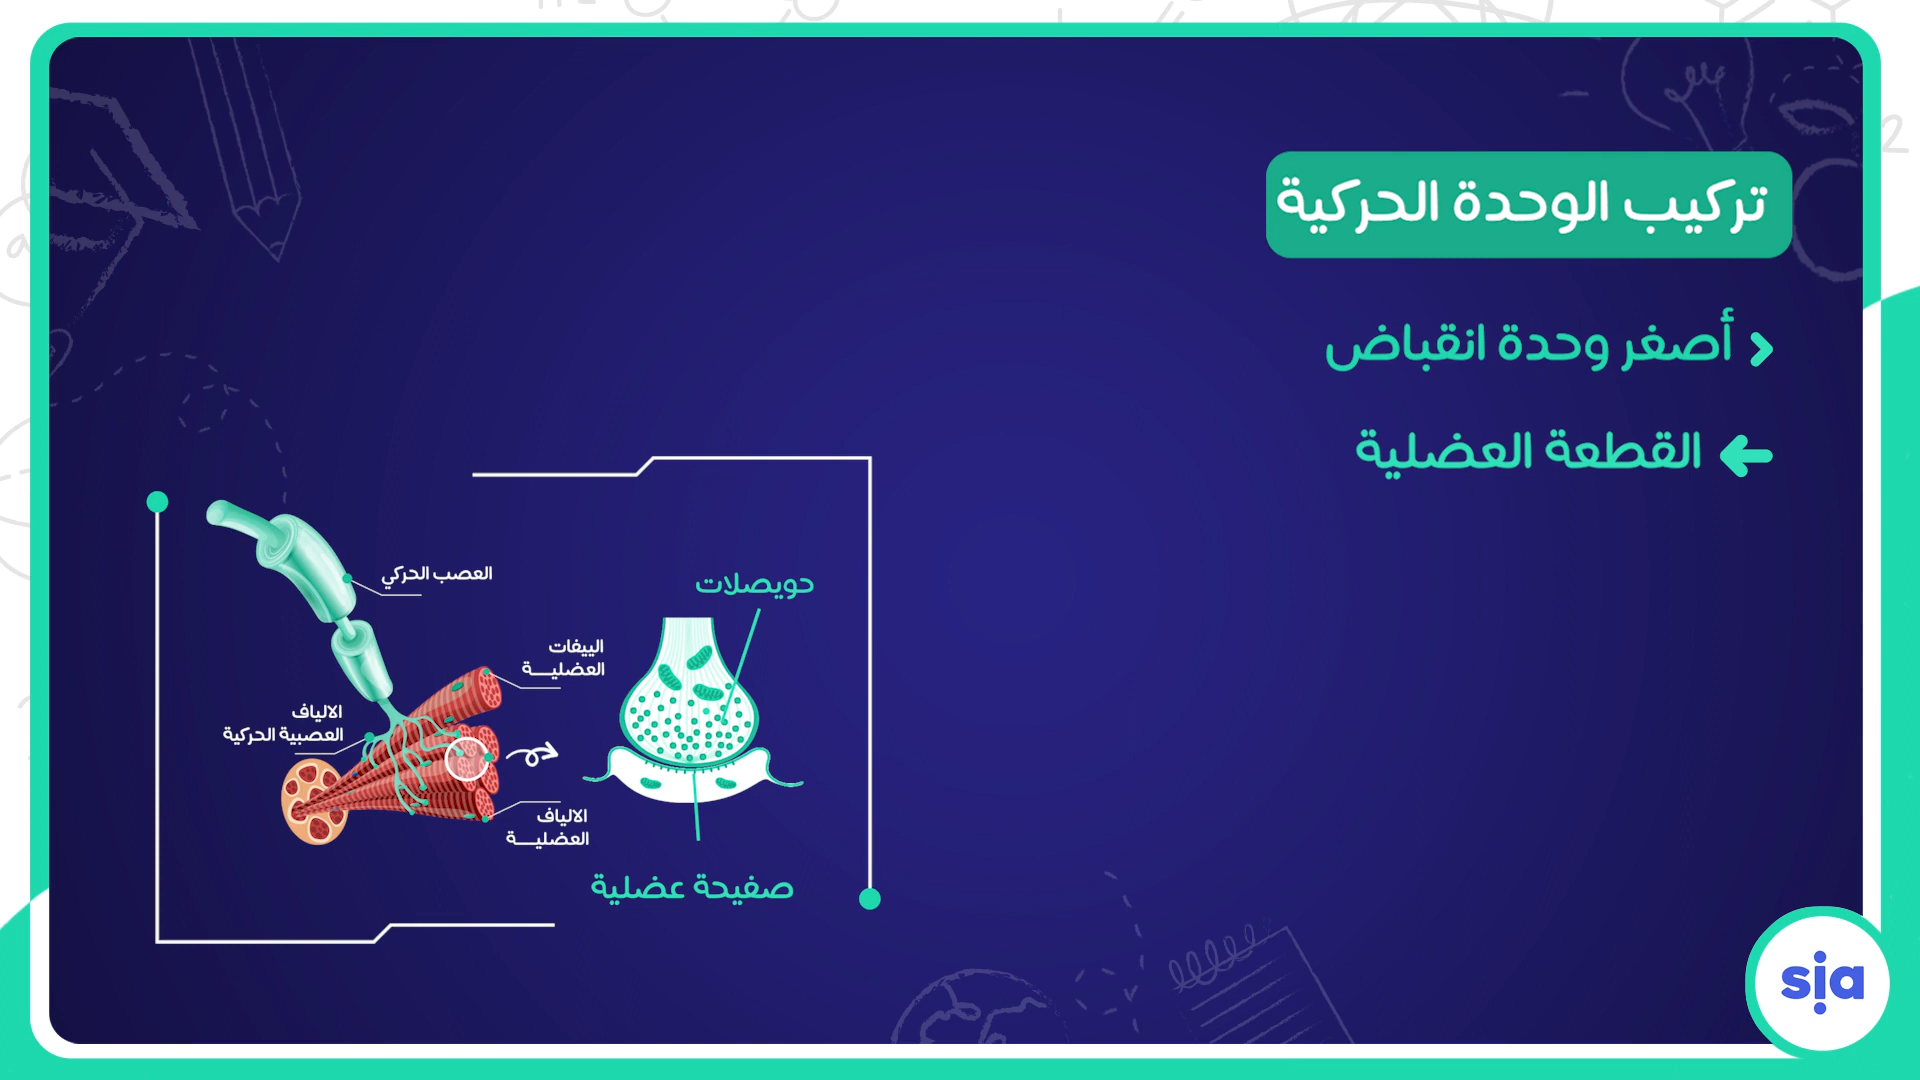 تركيب الوحدة الحركية
أصغر وحدة انقباض
القطعة العضلية
العصب الحركي
حويصلات
الييفات
العضليـــة
الالياف
العصبية الحركية
الالياف
العضليـــة
صفيحة عضلية
sia